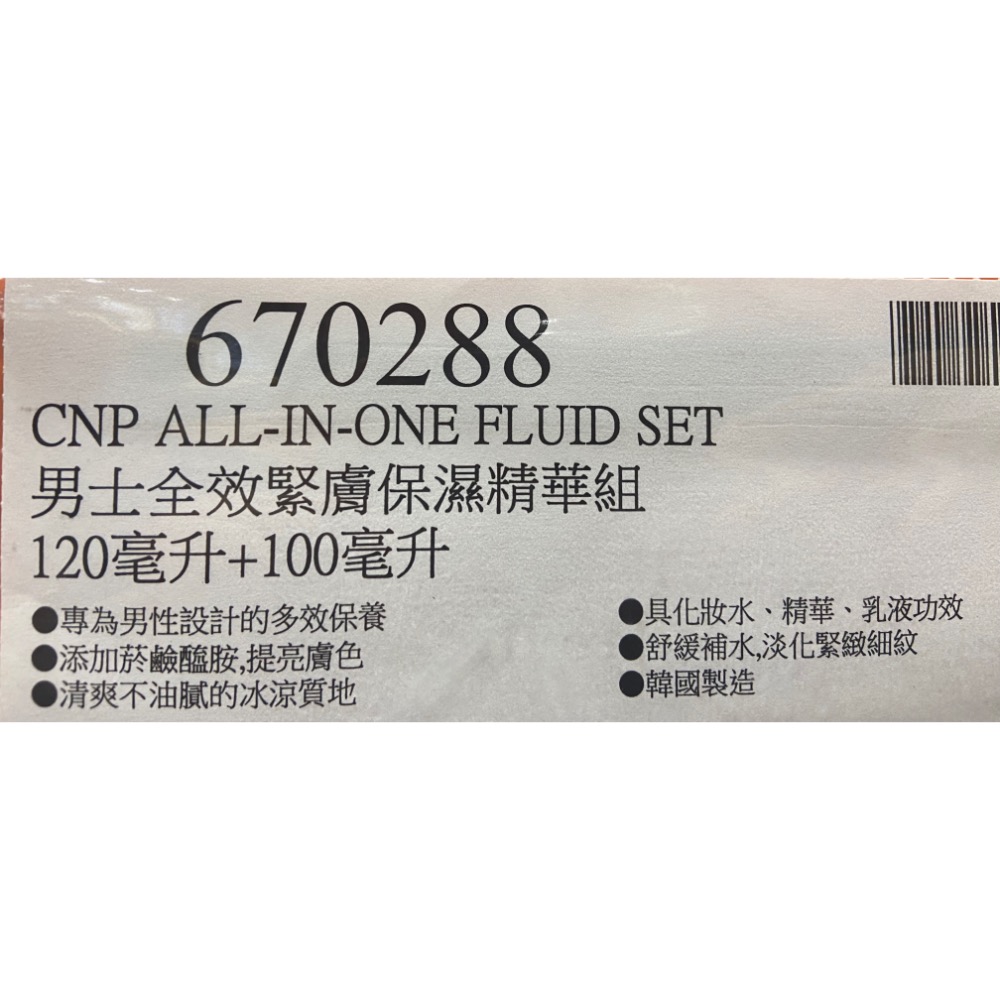 670288
CNP ALL-IN-ONE FLUID SET
男士全效緊膚保濕精華組
120毫升+100毫升
●專為男性設計的多效保養
●添加菸鹼醯胺,提亮膚色
●清爽不油膩的冰涼質地
●具化妝水、精華、乳液功效
●舒緩補水,淡化緊緻細紋
●韓國製造